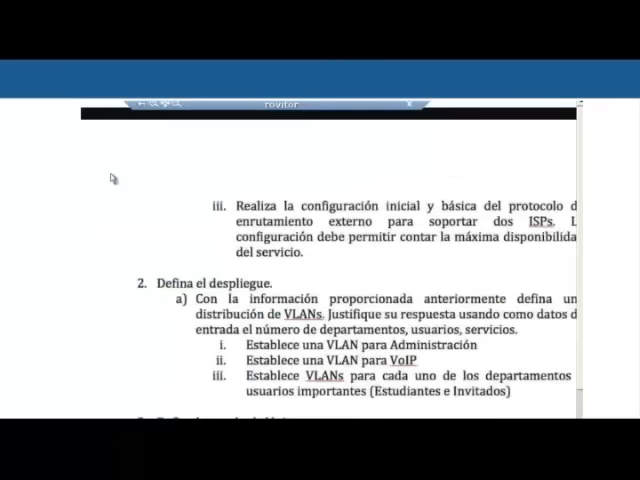 rovitor
iii. Realiza la configuración inicial y básica del protocolo d
enrutamiento externo para soportar dos ISPs. L
configuración debe permitir contar la máxima disponibilida
del servicio.
2. Defina el despliegue.
a) Con la información proporcionada anteriormente defina un
distribución de VLANs. Justifique su respuesta usando como datos d
entrada el número de departamentos, usuarios, servicios.
i. Establece una VLAN para Administración
ii. Establece una VLAN para VoIP
iii. Establece VLANs para cada uno de los departamentos
usuarios importantes (Estudiantes e Invitados)